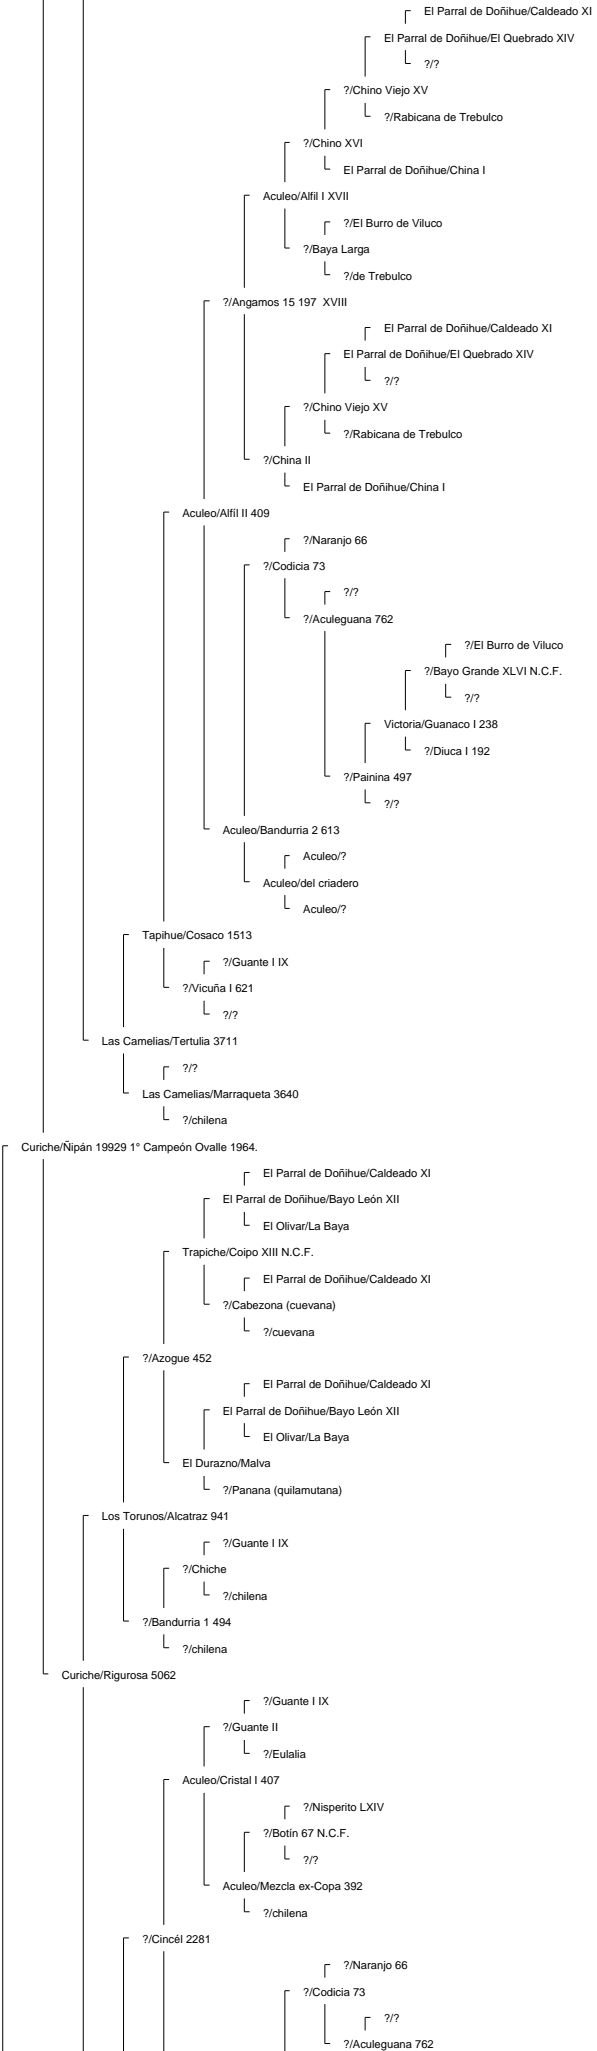 El Parral de Doñihue/Caldeado XI
El Parral de Doñihue/El Quebrado XIV
?/?
?/Chino Viejo XV
?/Rabicana de Trebulco
?/Chino XVI
El Parral de Doñihue/China I
Aculeo/Alfil I XVII
?/El Burro de Viluco
?/Baya Larga
?/de Trebulco
?/Angamos 15 197 XVIII
El Parral de Doñihue/Caldeado XI
El Parral de Doñihue/El Quebrado XIV
?/?
?/Chino Viejo XV
?/Rabicana de Trebulco
?/China II
El Parral de Doñihue/China I
Aculeo/Alfíl II 409
?/Naranjo 66
?/Codicia 73
?/?
?/Aculeguana 762
?/El Burro de Viluco
?/Bayo Grande XLVI N.C.F.
?/?
Victoria/Guanaco I 238
?/Diuca I 192
?/Painina 497
?/?
Aculeo/Bandurria 2 613
Aculeo/?
Aculeo/del criadero
Aculeo/?
Tapihue/Cosaco 1513
?/Guante I IX
?/Vicuña I 621
?/?
Las Camelias/Tertulia 3711
?/?
Las Camelias/Marraqueta 3640
?/chilena
Curiche/Ñipán 19929 1° Campeón Ovalle 1964.
El Parral de Doñihue/Caldeado XI
El Parral de Doñihue/Bayo León XII
El Olivar/La Baya
Trapiche/Coipo XIII N.C.F.
El Parral de Doñihue/Caldeado XI
?/Cabezona (cuevana)
?/cuevana
?/Azogue 452
El Parral de Doñihue/Caldeado XI
El Parral de Doñihue/Bayo León XII
El Olivar/La Baya
El Durazno/Malva
?/Panana (quilamutana)
Los Torunos/Alcatraz 941
?/Guante I IX
?/Chiche
?/chilena
?/Bandurria 1 494
?/chilena
Curiche/Rigurosa 5062
?/Guante I IX
?/Guante II
?/Eulalia
Aculeo/Cristal I 407
?/Nisperito LXIV
?/Botín 67 N.C.F.
?/?
Aculeo/Mezcla ex-Copa 392
?/chilena
?/Cincél 2281
?/Naranjo 66
?/Codicia 73
?/?
?/Aculeguana 762